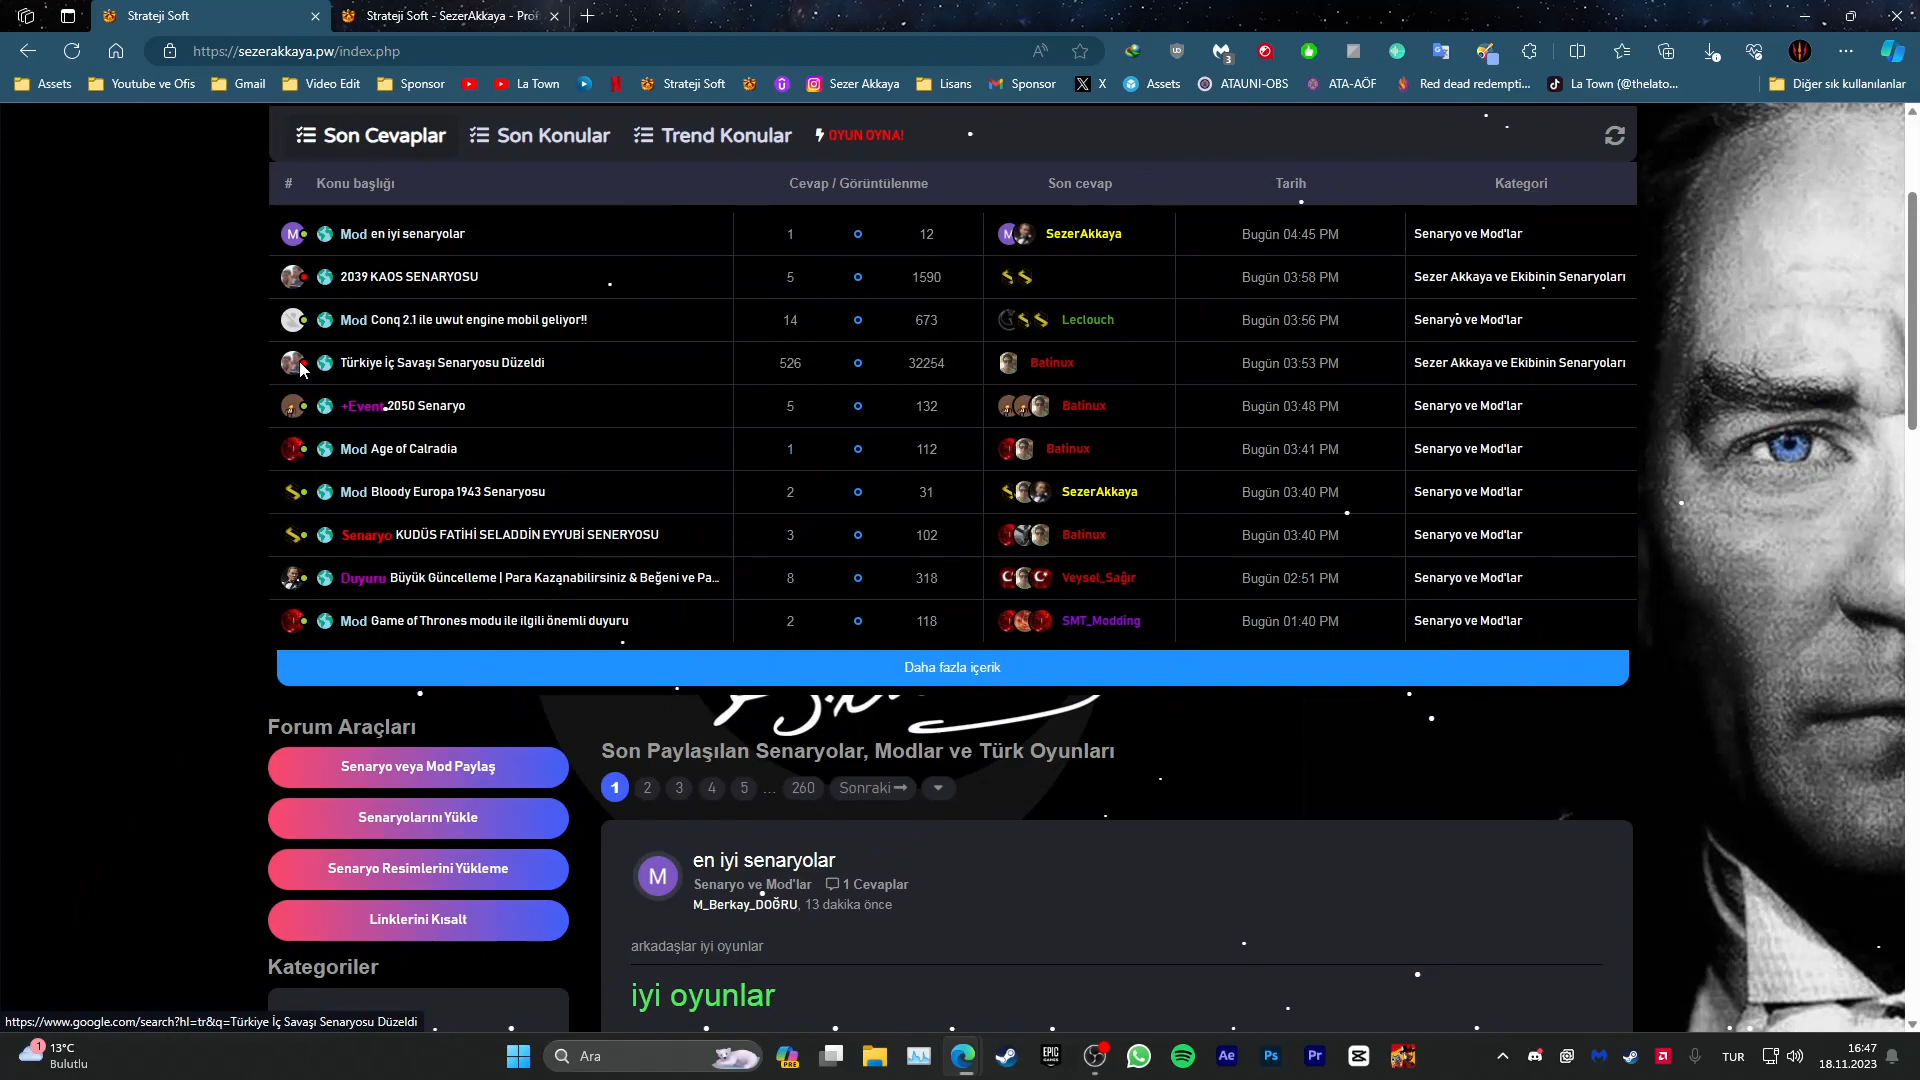 Strateji Soft
Strateji Soft - SezerAkkaya - Prof
https://sezerakkaya.pw/index.php
Assets Youtube ve Ofis Gmail Video Edit Sponsor La Town Strateji Soft Sezer Akkaya Lisans Sponsor X Assets ATAUNI-OBS ATA-AÖF Red dead redempti... La Town (@thelato... Diğer sık kullanılanlar
Son Cevaplar Son Konular Trend Konular OYUN OYNA!
# Konu başlığı Cevap / Görüntülenme Son cevap Tarih Kategori
M Mod en iyi senaryolar 1 12 M SezerAkkaya Bugün 04:45 PM Senaryo ve Mod'lar
2039 KAOS SENARYOSU 5 1590 Bugün 03:58 PM Sezer Akkaya ve Ekibinin Senaryoları
Mod Conq 2.1 ile uwut engine mobil geliyor!! 14 673 Leclouch Bugün 03:56 PM Senaryo ve Mod'lar
Türkiye İç Savaşı Senaryosu Düzeldi 526 32254 Batinux Bugün 03:53 PM Sezer Akkaya ve Ekibinin Senaryoları
+Event 2050 Senaryo 5 132 Batinux Bugün 03:48 PM Senaryo ve Mod'lar
Mod Age of Calradia 1 112 Batinux Bugün 03:41 PM Senaryo ve Mod'lar
Mod Bloody Europa 1943 Senaryosu 2 31 SezerAkkaya Bugün 03:40 PM Senaryo ve Mod'lar
Senaryo KUDÜS FATİHİ SELADDİN EYYUBİ SENERYOSU 3 102 Batinux Bugün 03:40 PM Senaryo ve Mod'lar
Duyuru Büyük Güncelleme | Para Kazanabilirsiniz & Beğeni ve Pa... 8 318 Veysel_Sağır Bugün 02:51 PM Senaryo ve Mod'lar
Mod Game of Thrones modu ile ilgili önemli duyuru 2 118 SMT_Modding Bugün 01:40 PM Senaryo ve Mod'lar
Daha fazla içerik
Forum Araçları
Senaryo veya Mod Paylaş
Senaryolarını Yükle
Senaryo Resimlerini Yükleme
Linklerini Kısalt
Kategoriler
Son Paylaşılan Senaryolar, Modlar ve Türk Oyunları
1 2 3 4 5 ... 260 Sonraki
M
en iyi senaryolar
Senaryo ve Mod'lar 1 Cevaplar
M_Berkay_DOĞRU, 13 dakika önce
arkadaşlar iyi oyunlar
iyi oyunlar
https://www.google.com/search?hl=tr&q=Türkiye İç Savaşı Senaryosu Düzeldi
1 13°C
Bulutlu
Ara
PRE
EPIC GAMES
Ae Ps Pr
TUR
16:47
18.11.2023